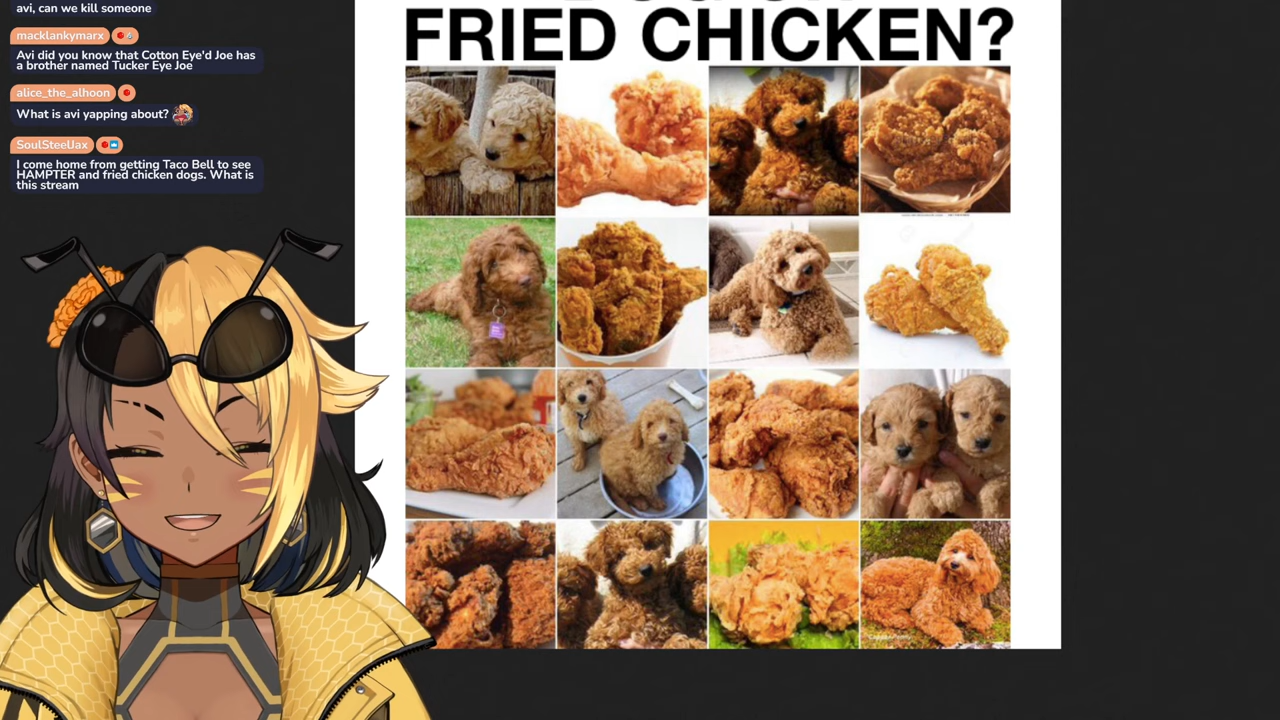 avi, can we kill someone
macklankymarx
Avi did you know that Cotton Eye'd Joe has
a brother named Tucker Eye Joe
alice_the_alhoon
What is avi yapping about?
SoulSteelJax
I come home from getting Taco Bell to see
HAMPTER and fried chicken dogs. What is
this stream
FRIED CHICKEN?